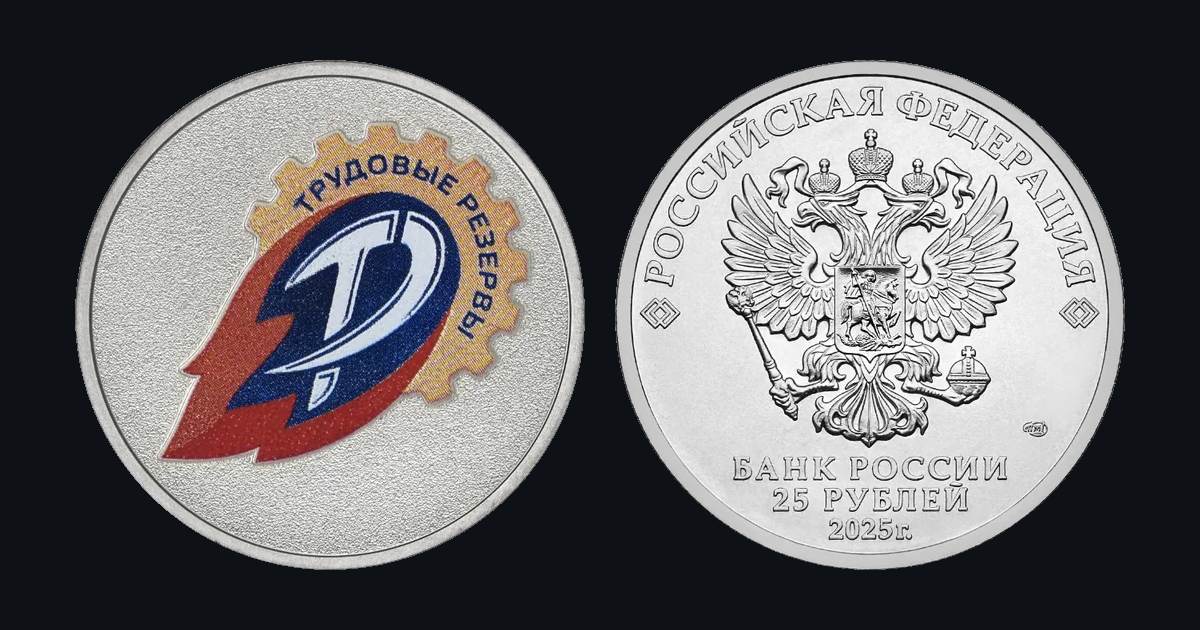 ТРУДОВЫЕ РЕЗЕРВЫ
РОССИЙСКАЯ ФЕДЕРАЦИЯ
БАНК РОССИИ
25 РУБЛЕЙ
2025г.